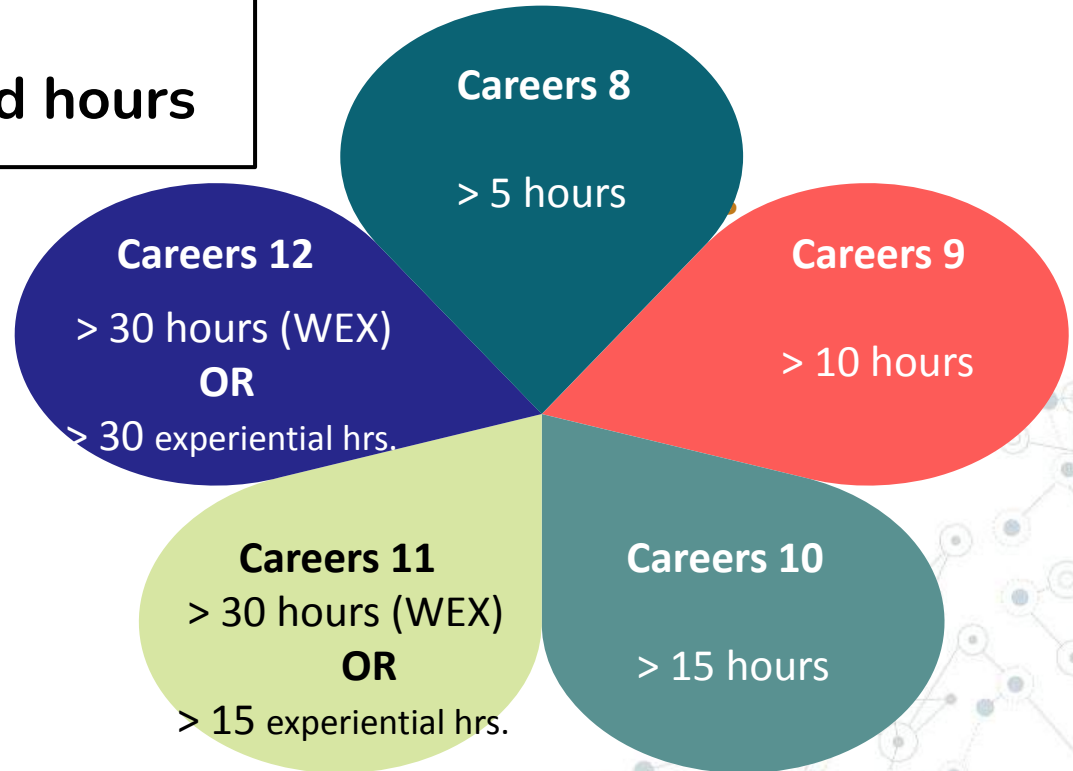 d hours
Careers 8
> 5 hours
Careers 9
> 10 hours
Careers 10
> 15 hours
Careers 11
> 30 hours (WEX)
OR
> 15 experiential hrs.
Careers 12
> 30 hours (WEX)
OR
> 30 experiential hrs.